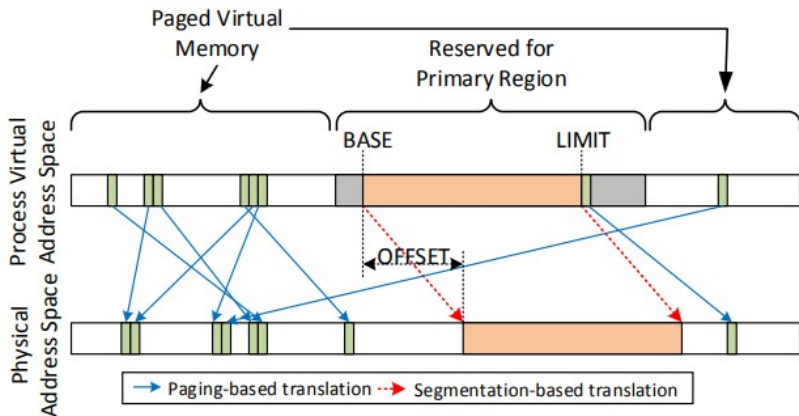 Paged Virtual
Memory
Reserved for
Primary Region
BASE
LIMIT
Process Virtual
Address Space
OFFSET
Physical
Address Space
Paging-based translation
Segmentation-based translation